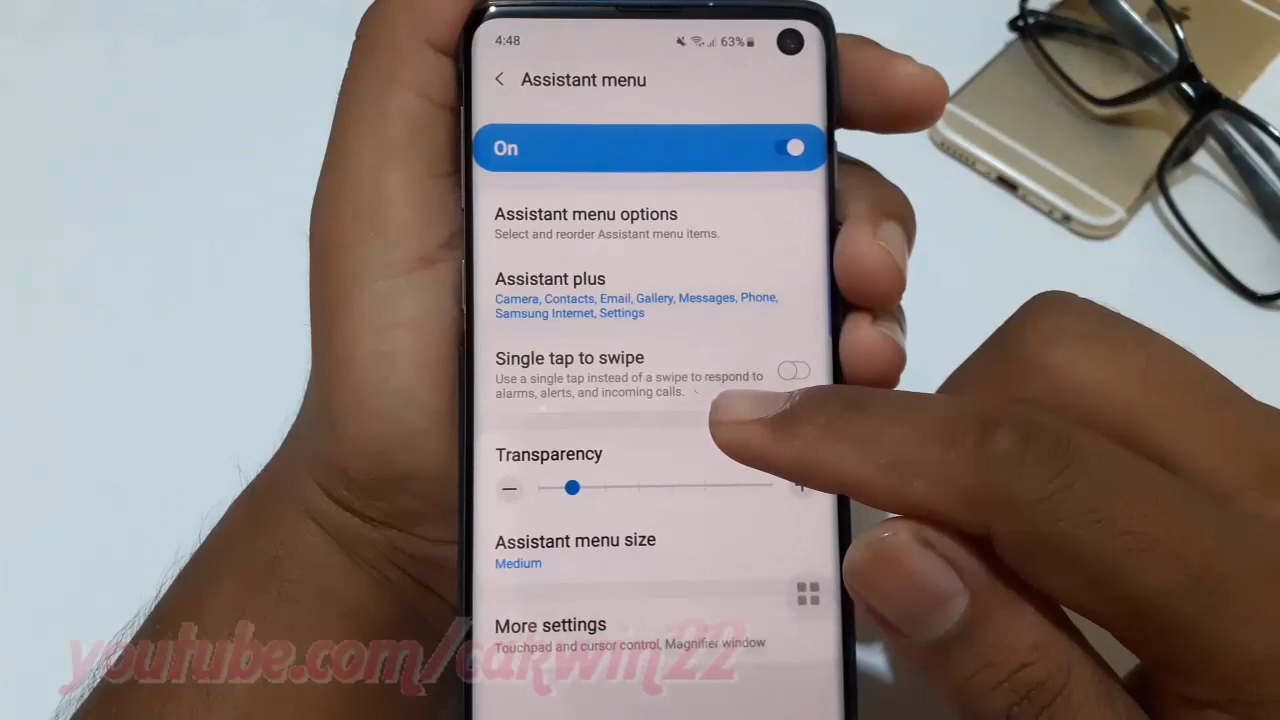 4:48
63%
Assistant menu
On
Assistant menu options
Select and reorder Assistant menu items.
Assistant plus
Camera, Contacts, Email, Gallery, Messages, Phone,
Samsung Internet, Settings
Single tap to swipe
Use a single tap instead of a swipe to respond to
alarms, alerts, and incoming calls.
Transparency
Assistant menu size
Medium
More settings
Touchpad and cursor control, Magnifier window
youtube.com/cakwin22